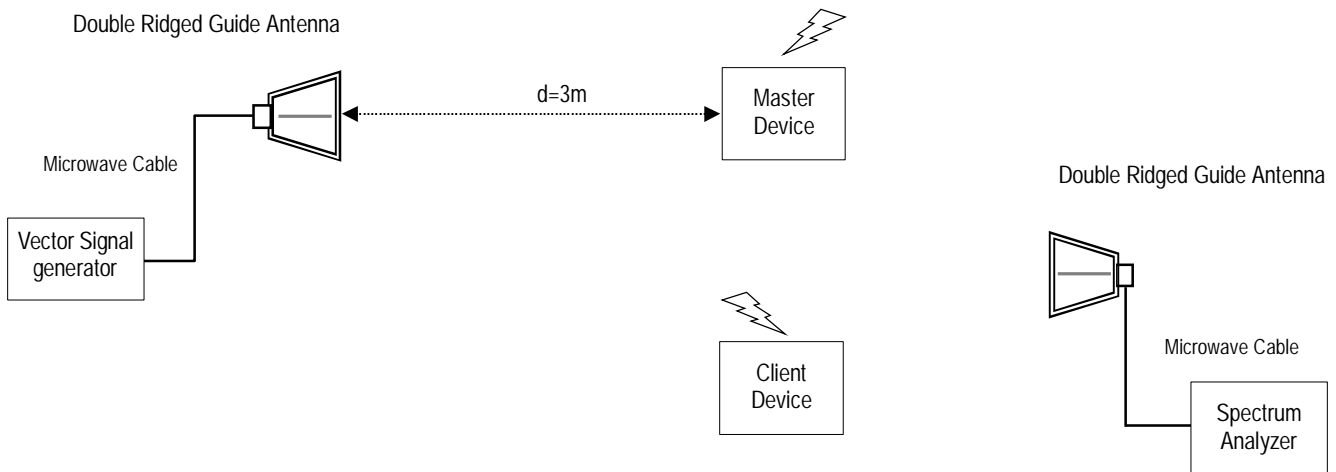 Double Ridged Guide Antenna
d=3m
Master
Device
Microwave Cable
Vector Signal
generator
Double Ridged Guide Antenna
Client
Device
Microwave Cable
Spectrum
Analyzer